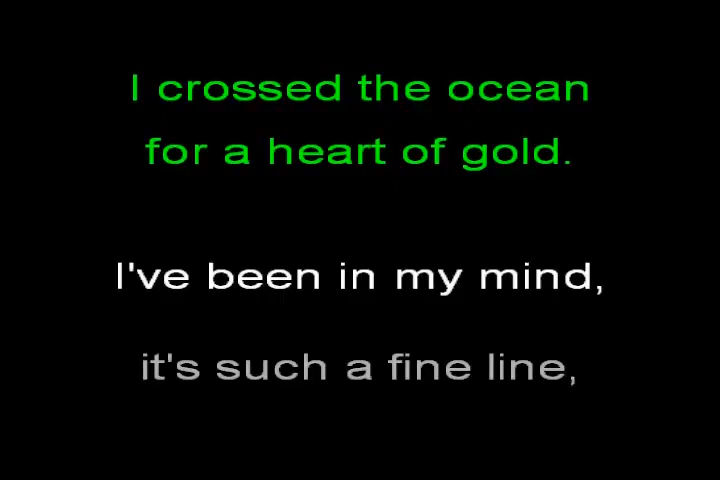 I crossed the ocean
for a heart of gold.
I've been in my mind,
it's such a fine line,